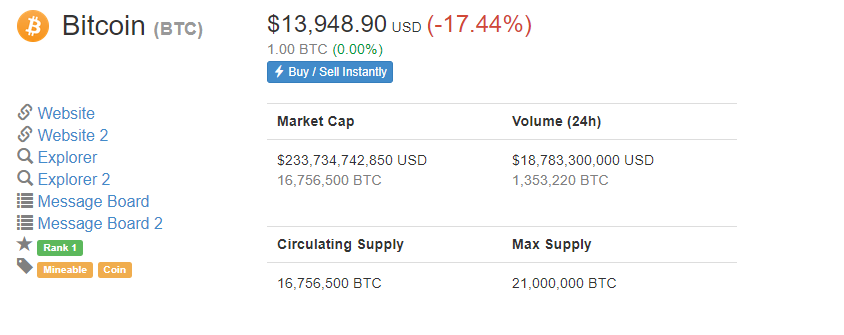 Bitcoin (BTC)
$13,948.90 USD (-17.44%)
1.00 BTC (0.00%)
Buy / Sell Instantly
Website
Website 2
Explorer
Explorer 2
Message Board
Message Board 2
Rank 1
Mineable Coin
Market Cap Volume (24h)
$233,734,742,850 USD $18,783,300,000 USD
16,756,500 BTC 1,353,220 BTC
Circulating Supply Max Supply
16,756,500 BTC 21,000,000 BTC